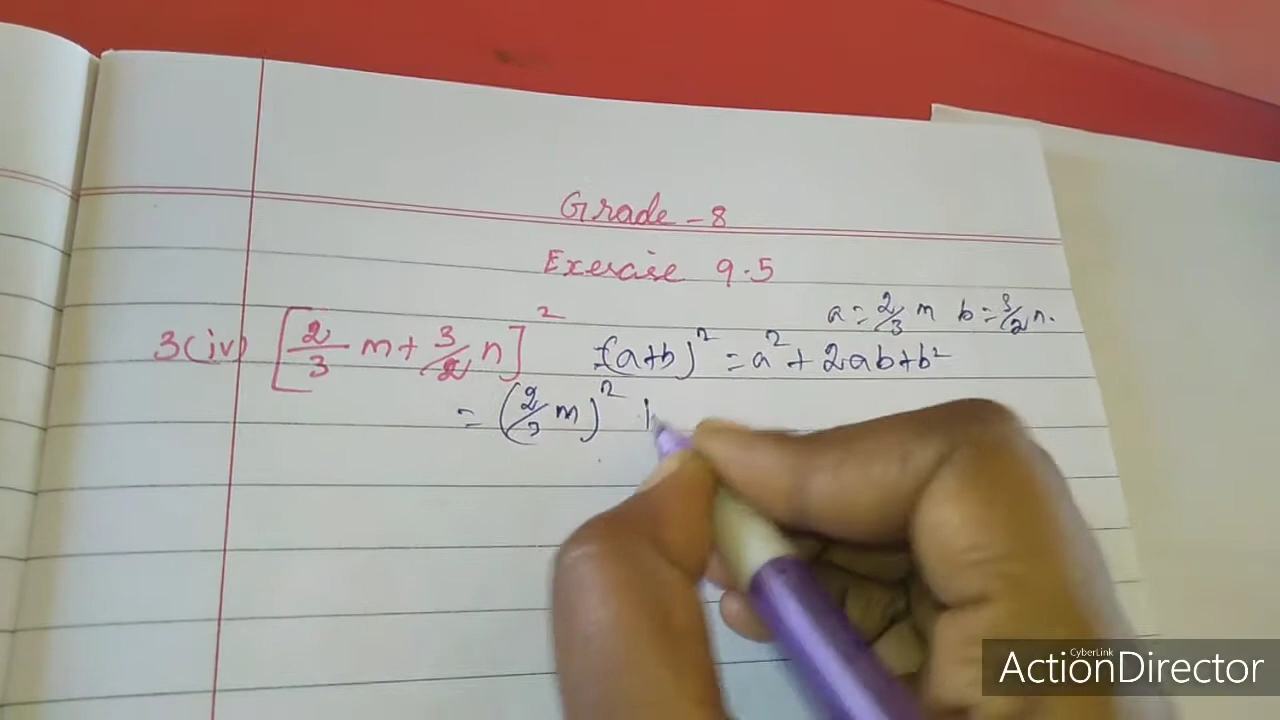 Grade - 8
Exercise 9.5
a = 2/3 m b = 3/2 n.
3(iv) [2/3 m + 3/2 n]² (a+b)² = a² + 2ab + b²
= (2/3 m)²
CyberLink
ActionDirector